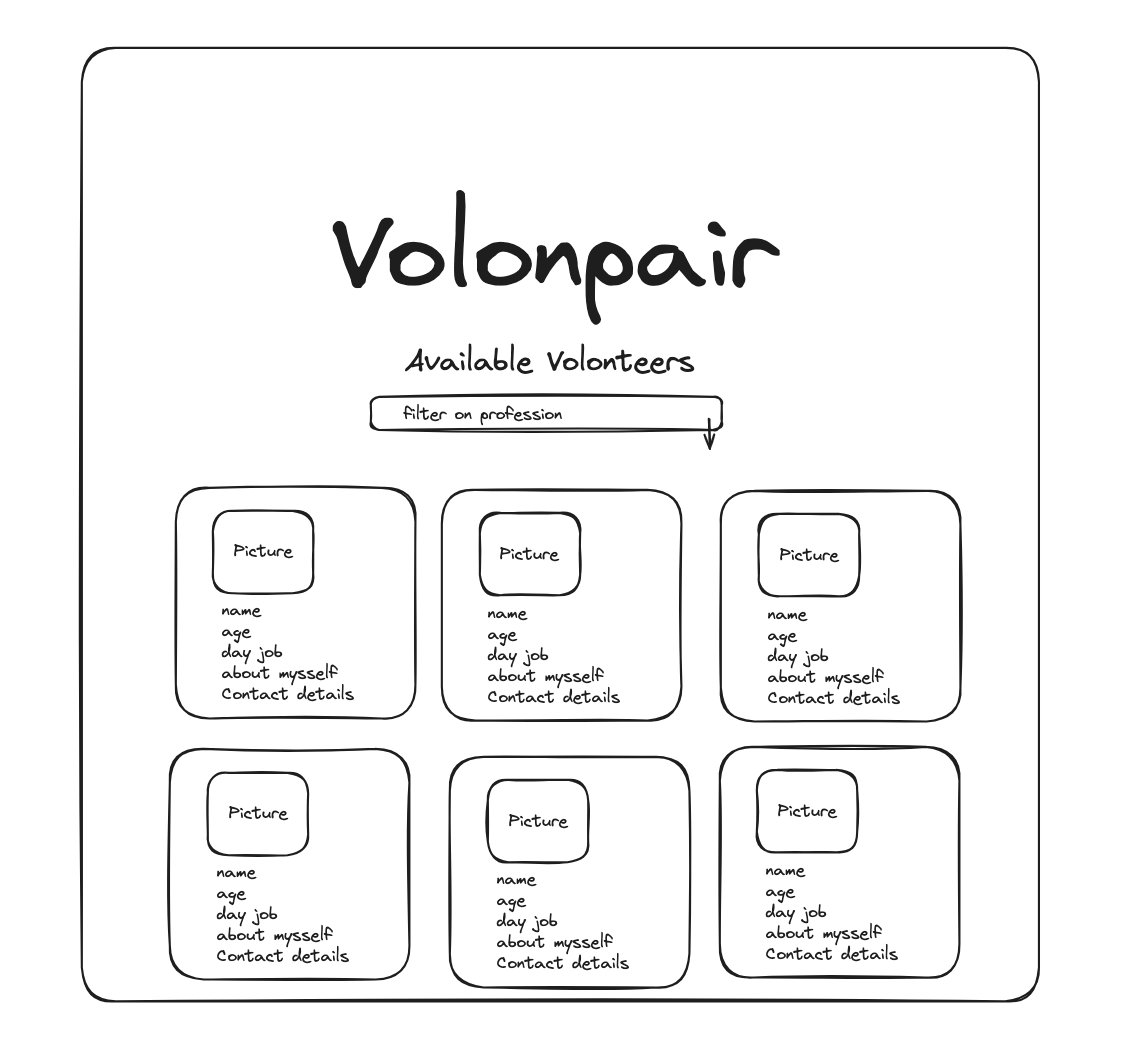 Volonpair
Available Volonteers
filter on profession
Picture
name
age
day job
about mysself
Contact details
Picture
name
age
day job
about mysself
Contact details
Picture
name
age
day job
about mysself
Contact details
Picture
name
age
day job
about mysself
Contact details
Picture
name
age
day job
about mysself
Contact details
Picture
name
age
day job
about mysself
Contact details